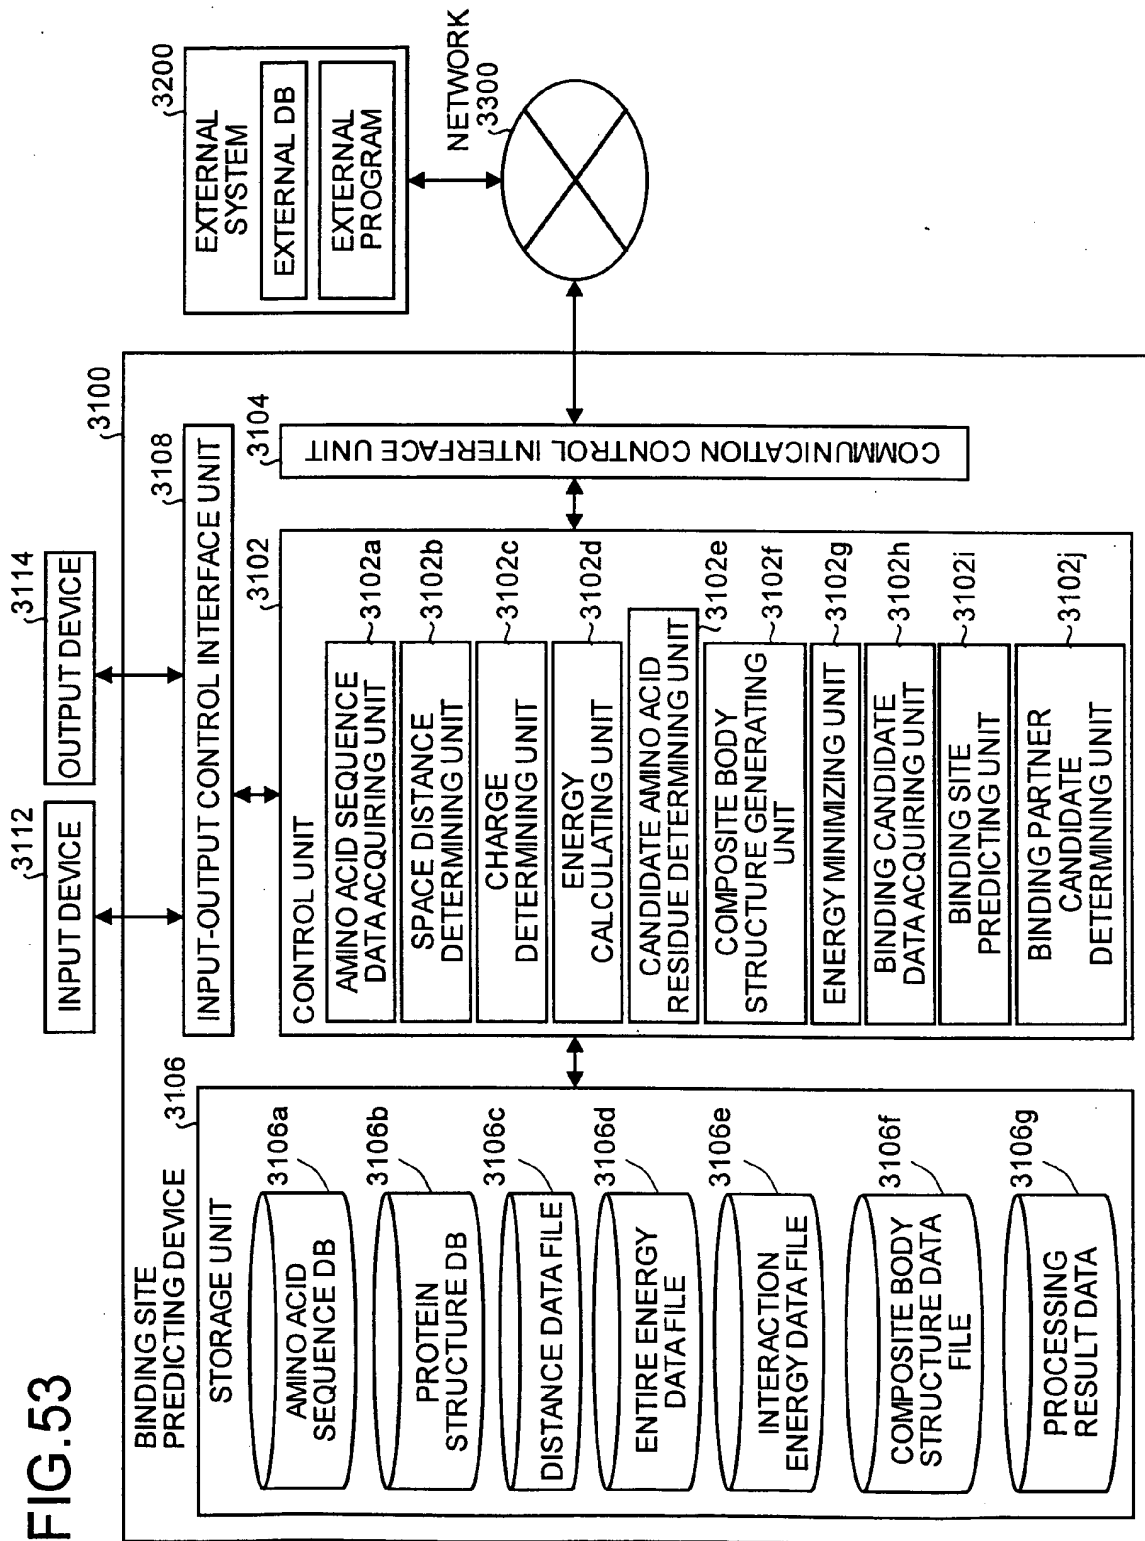 FIG.53
3112
INPUT DEVICE
3114
OUTPUT DEVICE
3100
BINDING SITE
PREDICTING DEVICE
3108
INPUT-OUTPUT CONTROL INTERFACE UNIT
3106
STORAGE UNIT
3106a
AMINO ACID
SEQUENCE DB
3106b
PROTEIN
STRUCTURE DB
3106c
DISTANCE DATA FILE
3106d
ENTIRE ENERGY
DATA FILE
3106e
INTERACTION
ENERGY DATA FILE
3106f
COMPOSITE BODY
STRUCTURE DATA
FILE
3106g
PROCESSING
RESULT DATA
3102
CONTROL UNIT
AMINO ACID SEQUENCE
DATA ACQUIRING UNIT
3102a
SPACE DISTANCE
DETERMINING UNIT
3102b
CHARGE
DETERMINING UNIT
3102c
ENERGY
CALCULATING UNIT
3102d
CANDIDATE AMINO ACID
RESIDUE DETERMINING UNIT
3102e
COMPOSITE BODY
STRUCTURE GENERATING
UNIT
3102f
ENERGY MINIMIZING UNIT
3102g
BINDING CANDIDATE
DATA ACQUIRING UNIT
3102h
BINDING SITE
PREDICTING UNIT
3102i
BINDING PARTNER
CANDIDATE
DETERMINING UNIT
3102j
3104
COMMUNICATION CONTROL INTERFACE UNIT
3200
EXTERNAL
SYSTEM
EXTERNAL DB
EXTERNAL
PROGRAM
NETWORK
3300